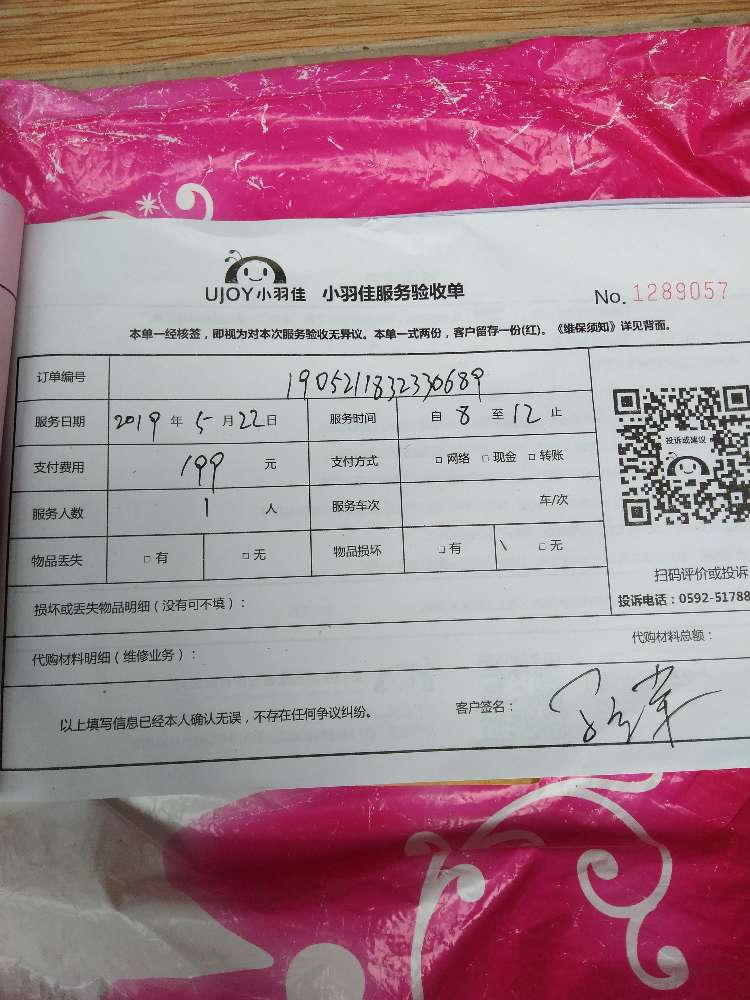 UJOY小羽佳 小羽佳服务验收单 No. 1289057
本单一经核签，即视为对本次服务验收无异议。本单一式两份，客户留存一份(红)。《维保须知》详见背面。
订单编号 1905211832330689
服务日期 2019 年 5 月 22 日 服务时间 自 8 至 12 止
支付费用 199 元 支付方式 □ 网络 □ 现金 □ 转账
服务人数 1 人 服务车次 车/次
物品丢失 □ 有 □ 无 物品损坏 □ 有 \ □ 无
投诉或建议
扫码评价或投诉
投诉电话：0592-51788
损坏或丢失物品明细（没有可不填）：
代购材料明细（维修业务）： 代购材料总额：
以上填写信息已经本人确认无误，不存在任何争议纠纷。 客户签名：